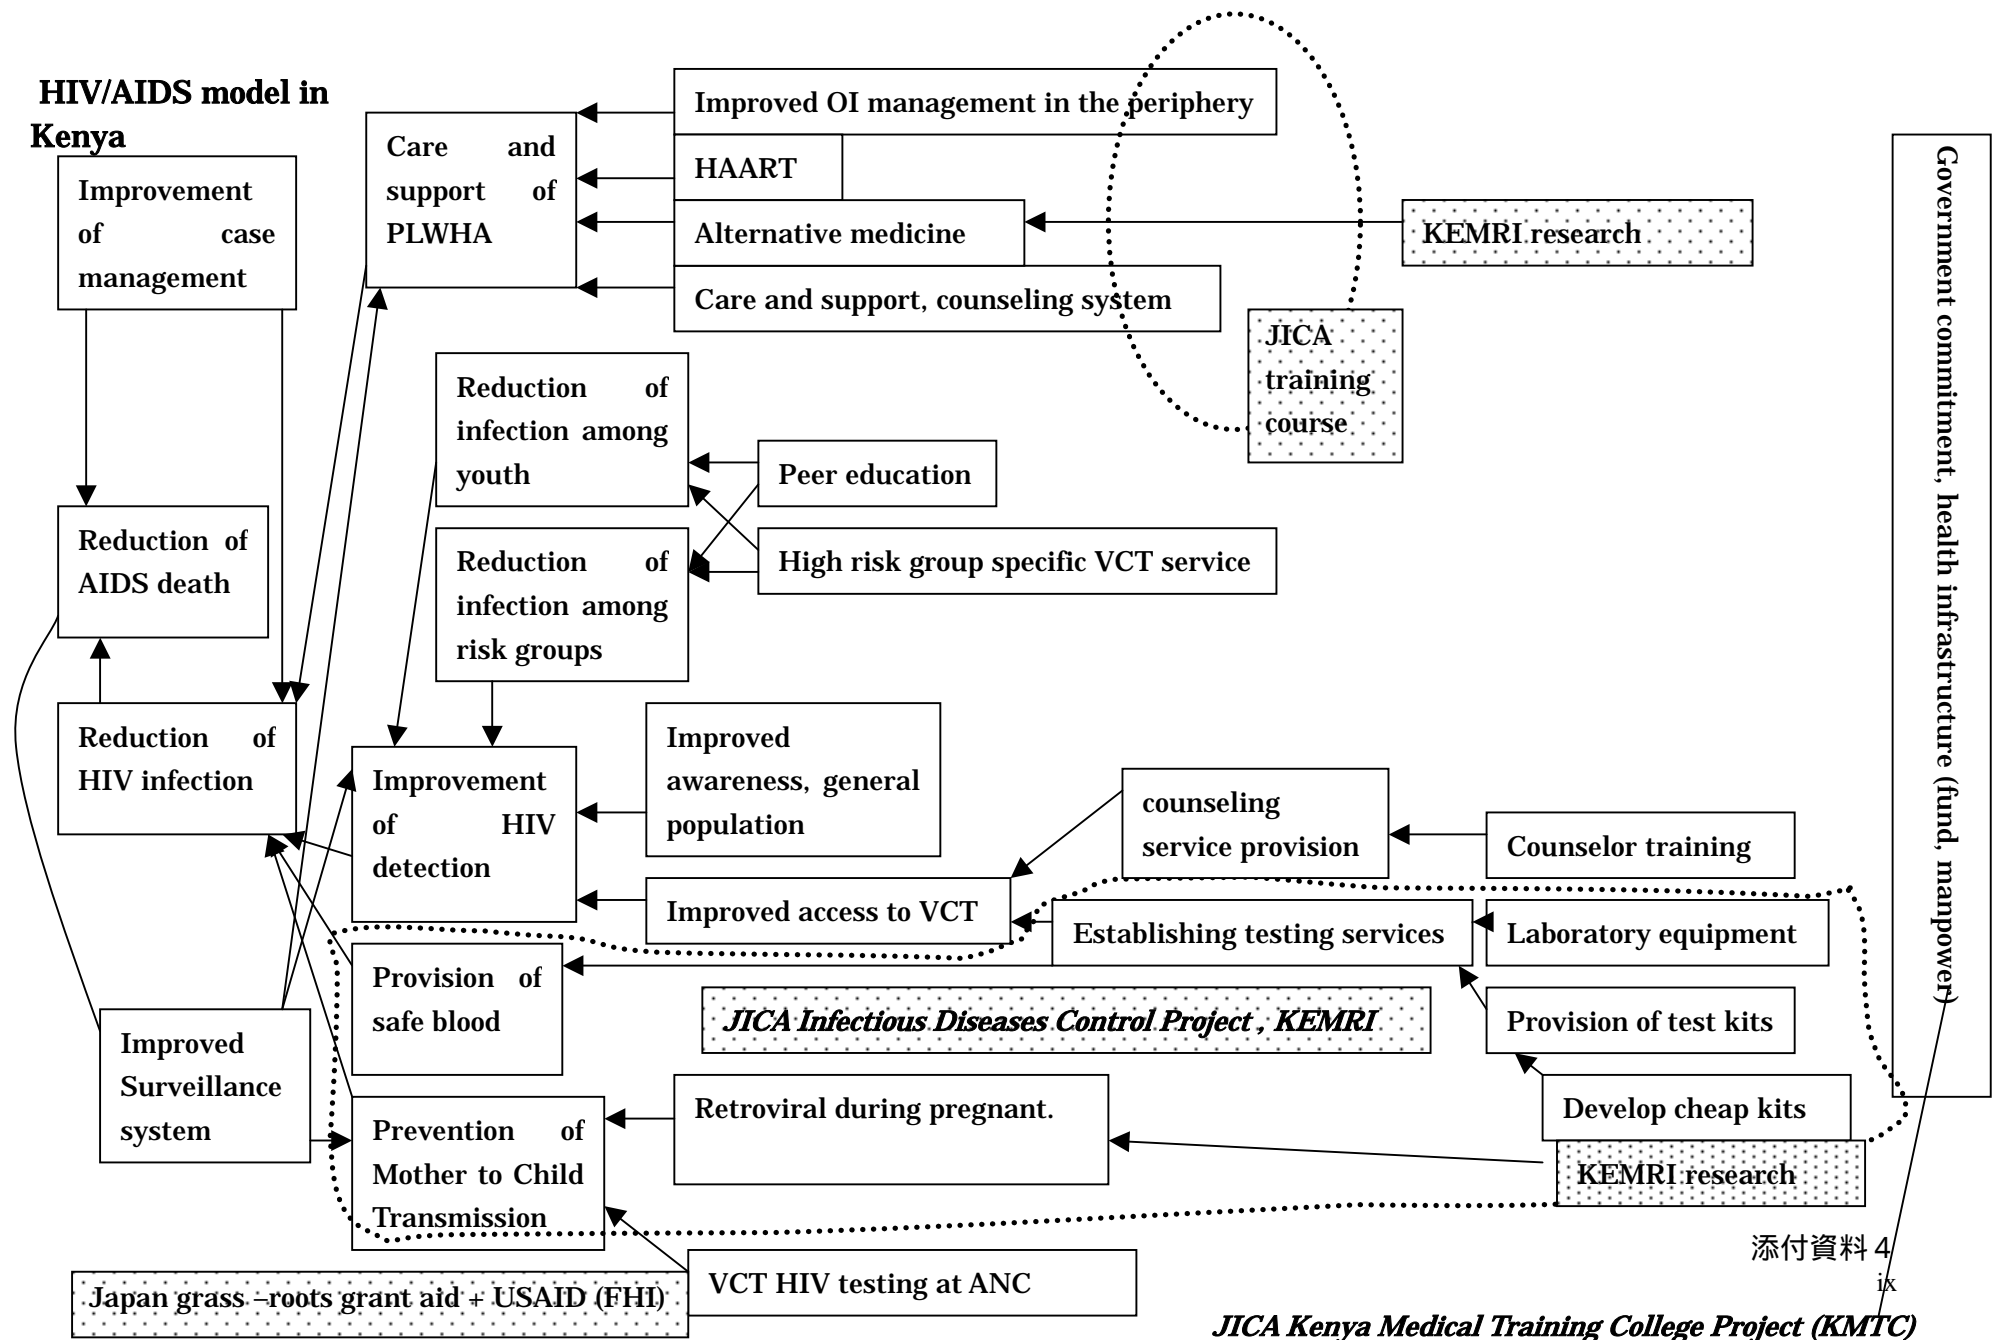 HIV/AIDS model in
Kenya
Improvement
of case
management
Care and
support of
PLWHA
Improved OI management in the periphery
HAART
Alternative medicine
Care and support, counseling system
KEMRI research
JICA
training
course
Government commitment, health infrastructure (fund, manpower)
Reduction of
infection among
youth
Peer education
Reduction of
AIDS death
Reduction of
infection among
risk groups
High risk group specific VCT service
Reduction of
HIV infection
Improvement
of HIV
detection
Improved
awareness, general
population
counseling
service provision
Counselor training
Improved access to VCT
Establishing testing services
Laboratory equipment
Provision of
safe blood
JICA Infectious Diseases Control Project , KEMRI
Provision of test kits
Improved
Surveillance
system
Prevention of
Mother to Child
Transmission
Retroviral during pregnant.
Develop cheap kits
KEMRI research
VCT HIV testing at ANC
Japan grass –roots grant aid + USAID (FHI)
添付資料 4
ix
JICA Kenya Medical Training College Project (KMTC)